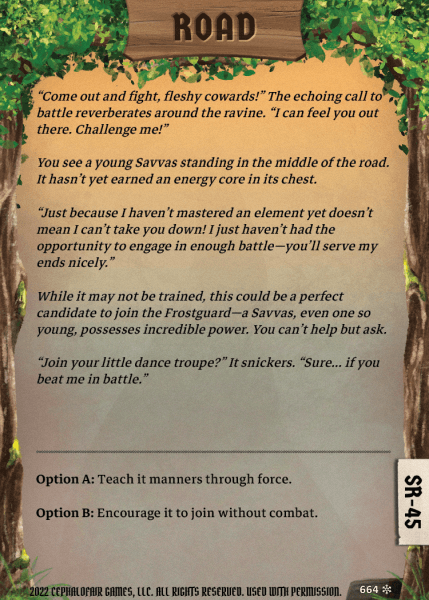 ROAD
“Come out and fight, fleshy cowards!” The echoing call to
battle reverberates around the ravine. “I can feel you out
there. Challenge me!”
You see a young Savvas standing in the middle of the road.
It hasn’t yet earned an energy core in its chest.
“Just because I haven’t mastered an element yet doesn’t
mean I can’t take you down! I just haven’t had the
opportunity to engage in enough battle—you’ll serve my
ends nicely.”
While it may not be trained, this could be a perfect
candidate to join the Frostguard—a Savvas, even one so
young, possesses incredible power. You can’t help but ask.
“Join your little dance troupe?” It snickers. “Sure... if you
beat me in battle.”
Option A: Teach it manners through force.
Option B: Encourage it to join without combat.
SR-45
2022 CEPHALOFAIR GAMES, LLC. ALL RIGHTS RESERVED. USED WITH PERMISSION.
664